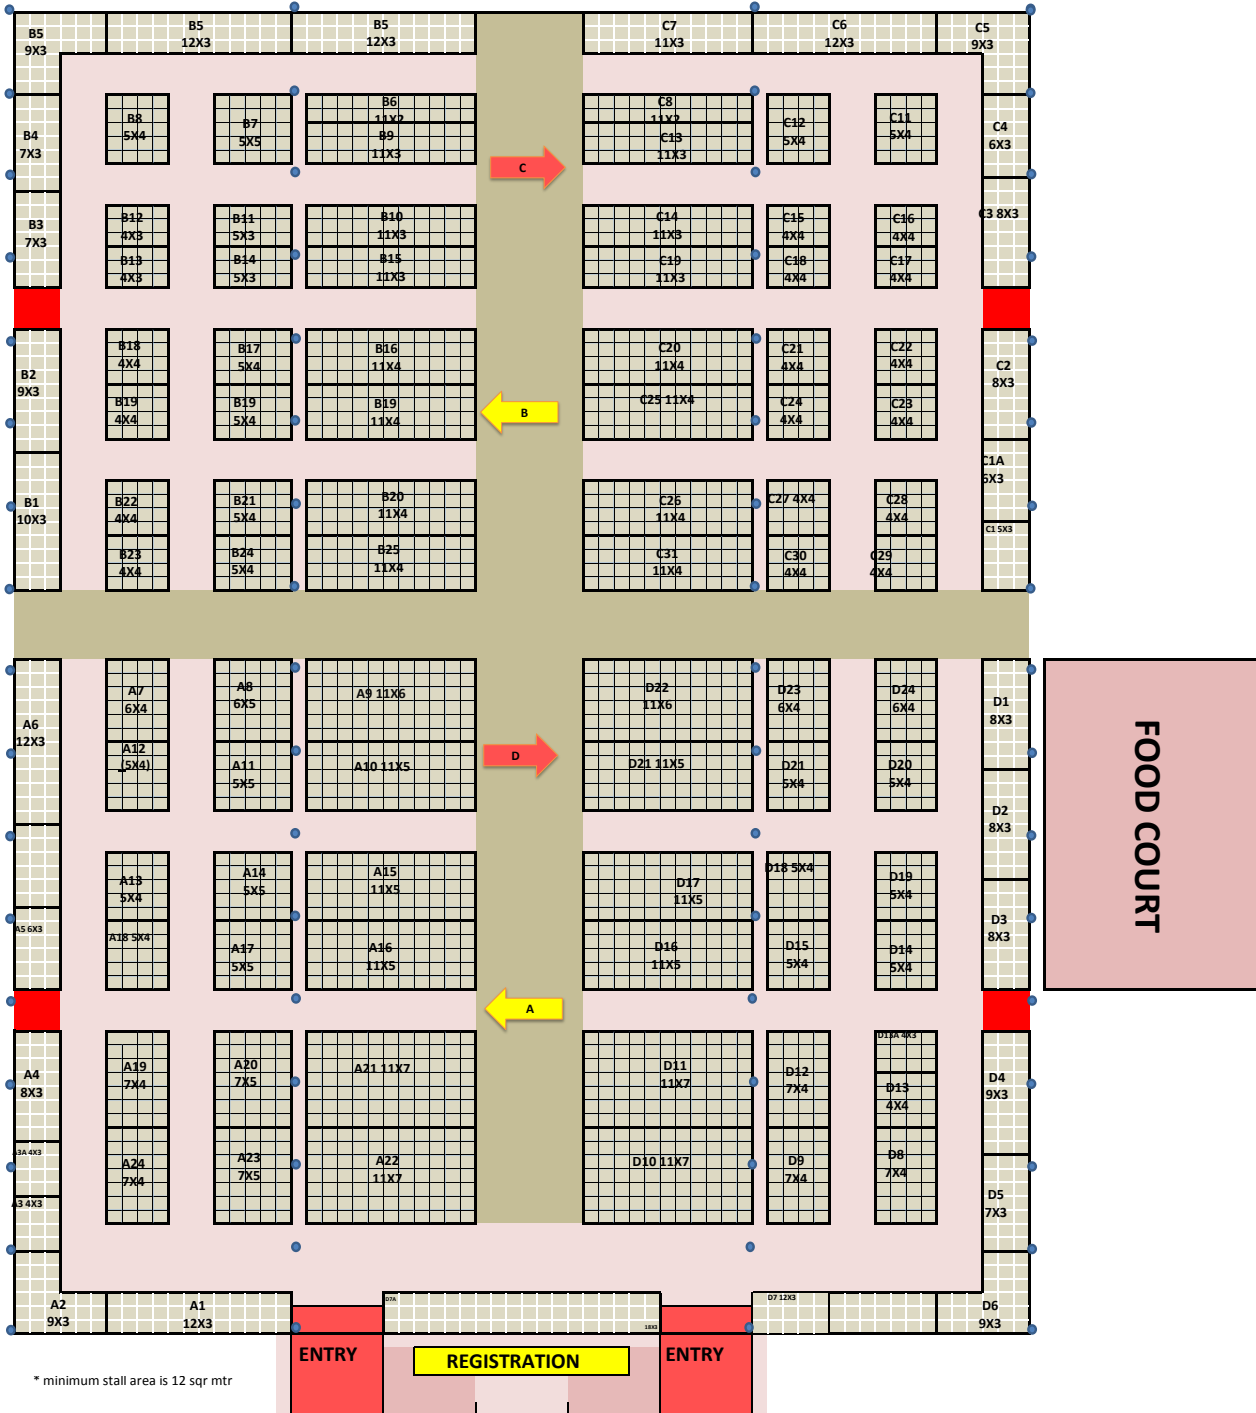 B5
9X3
B5
12X3
B5
12X3
C7
11X3
C6
12X3
C5
9X3
B4
7X3
B8
5X4
B7
5X5
B6
11X2
B9
11X3
C
C8
11X2
C13
11X3
C12
5X4
C11
5X4
C4
6X3
B3
7X3
B12
4X3
B13
4X3
B11
5X3
B14
5X3
B10
11X3
B15
11X3
C14
11X3
C19
11X3
C15
4X4
C18
4X4
C16
4X4
C17
4X4
C3 8X3
B2
9X3
B18
4X4
B19
4X4
B17
5X4
B19
5X4
B16
11X4
B19
11X4
B
C20
11X4
C25 11X4
C21
4X4
C24
4X4
C22
4X4
C23
4X4
C2
8X3
B1
10X3
B22
4X4
B23
4X4
B21
5X4
B24
5X4
B20
11X4
B25
11X4
C26
11X4
C31
11X4
C27 4X4
C30
4X4
C28
4X4
C29
4X4
C1A
6X3
C1 5X3
A6
12X3
A7
6X4
A12
(5X4)
A8
6X5
A11
5X5
A9 11X6
A10 11X5
D
D22
11X6
D21 11X5
D23
6X4
D21
5X4
D24
6X4
D20
5X4
D1
8X3
D2
8X3
FOOD COURT
A5 6X3
A13
5X4
A18 5X4
A14
5X5
A17
5X5
A15
11X5
A16
11X5
D17
11X5
D16
11X5
D18 5X4
D15
5X4
D19
5X4
D14
5X4
D3
8X3
A
A4
8X3
A3A 4X3
A3 4X3
A19
7X4
A24
7X4
A20
7X5
A23
7X5
A21 11X7
A22
11X7
D11
11X7
D10 11X7
D12
7X4
D9
7X4
D13A 4X3
D13
4X4
D8
7X4
D4
9X3
D5
7X3
A2
9X3
A1
12X3
D7A
18X3
D7 12X3
D6
9X3
ENTRY
REGISTRATION
ENTRY
* minimum stall area is 12 sqr mtr